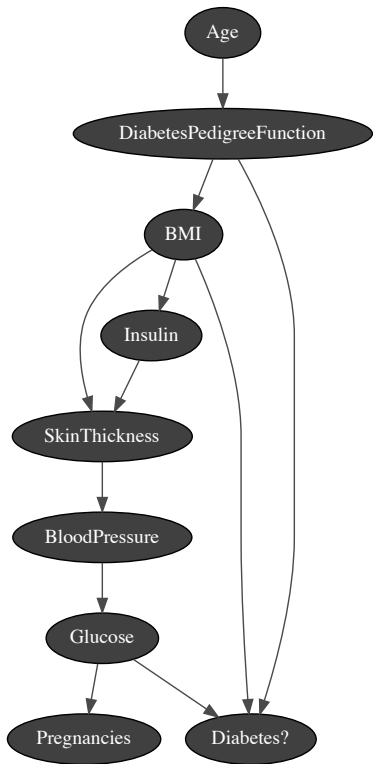 Age
DiabetesPedigreeFunction
BMI
Insulin
SkinThickness
BloodPressure
Glucose
Pregnancies
Diabetes?